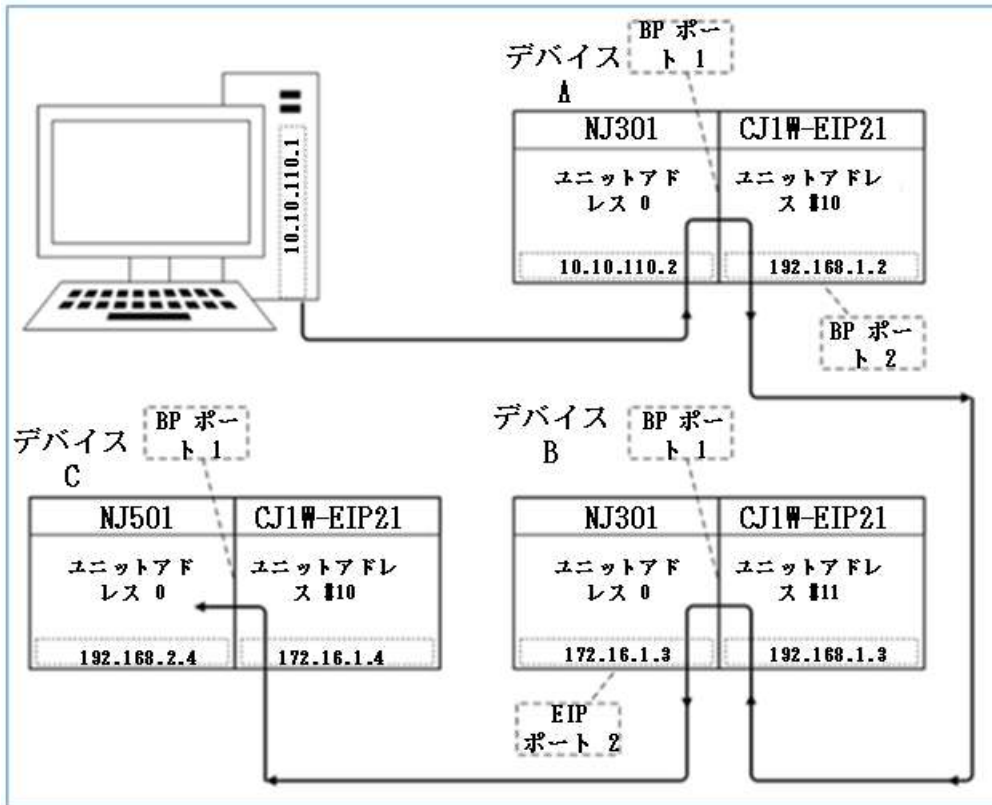 BP ポー
ト 1
デバイス
A
NJ301
CJ1W-EIP21
10.10.110.1
ユニットアド
レス 0
ユニットアドレ
ス #10
10.10.110.2
192.168.1.2
BP ポー
ト 2
デバイス
C
BP ポー
ト 1
デバイス
B
BP ポー
ト 1
NJ501
CJ1W-EIP21
NJ301
CJ1W-EIP21
ユニットアド
レス 0
ユニットアドレ
ス #10
ユニットアド
レス 0
ユニットアドレ
ス #11
192.168.2.4
172.16.1.4
172.16.1.3
192.168.1.3
EIP
ポート 2